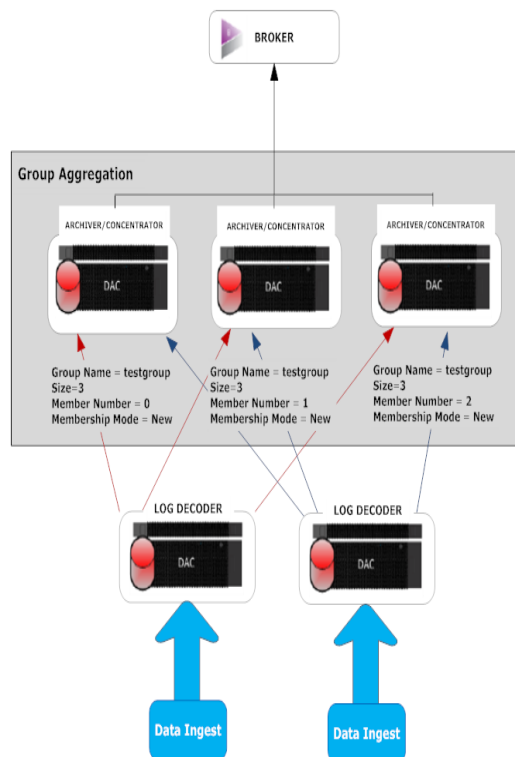 BROKER
Group Aggregation
ARCHIVER/CONCENTRATOR
ARCHIVER/CONCENTRATOR
ARCHIVER/CONCENTRATOR
DAC
DAC
DAC
Group Name = testgroup
Size=3
Member Number = 0
Membership Mode = New
Group Name = testgroup
Size=3
Member Number = 1
Membership Mode = New
Group Name = testgroup
Size=3
Member Number = 2
Membership Mode = New
LOG DECODER
LOG DECODER
DAC
DAC
Data Ingest
Data Ingest